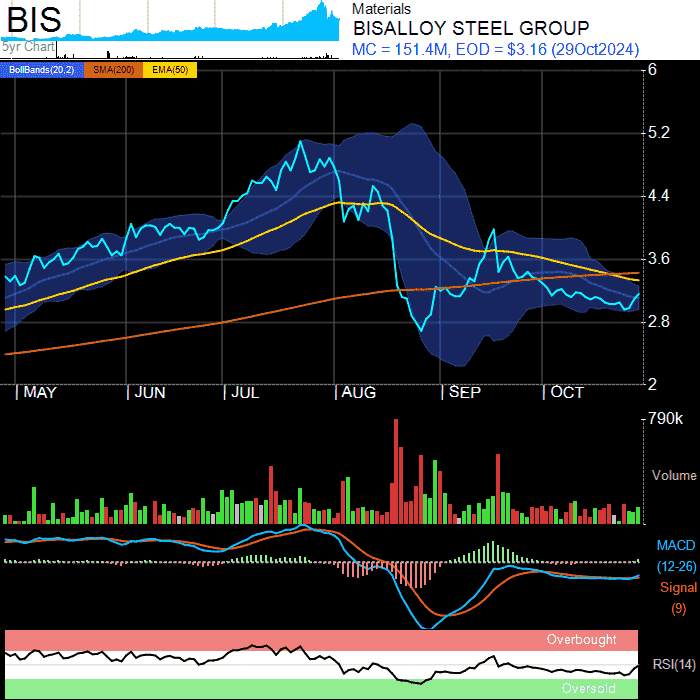 BIS
5yr Chart
Materials
BISALLOY STEEL GROUP
MC = 151.4M, EOD = $3.16 (29Oct2024)
BollBands(20,2) SMA(200) EMA(50)
6
5.2
4.4
3.6
2.8
2
MAY JUN JUL AUG SEP OCT
790k
Volume
MACD
(12-26)
Signal
(9)
Overbought
RSI(14)
Oversold